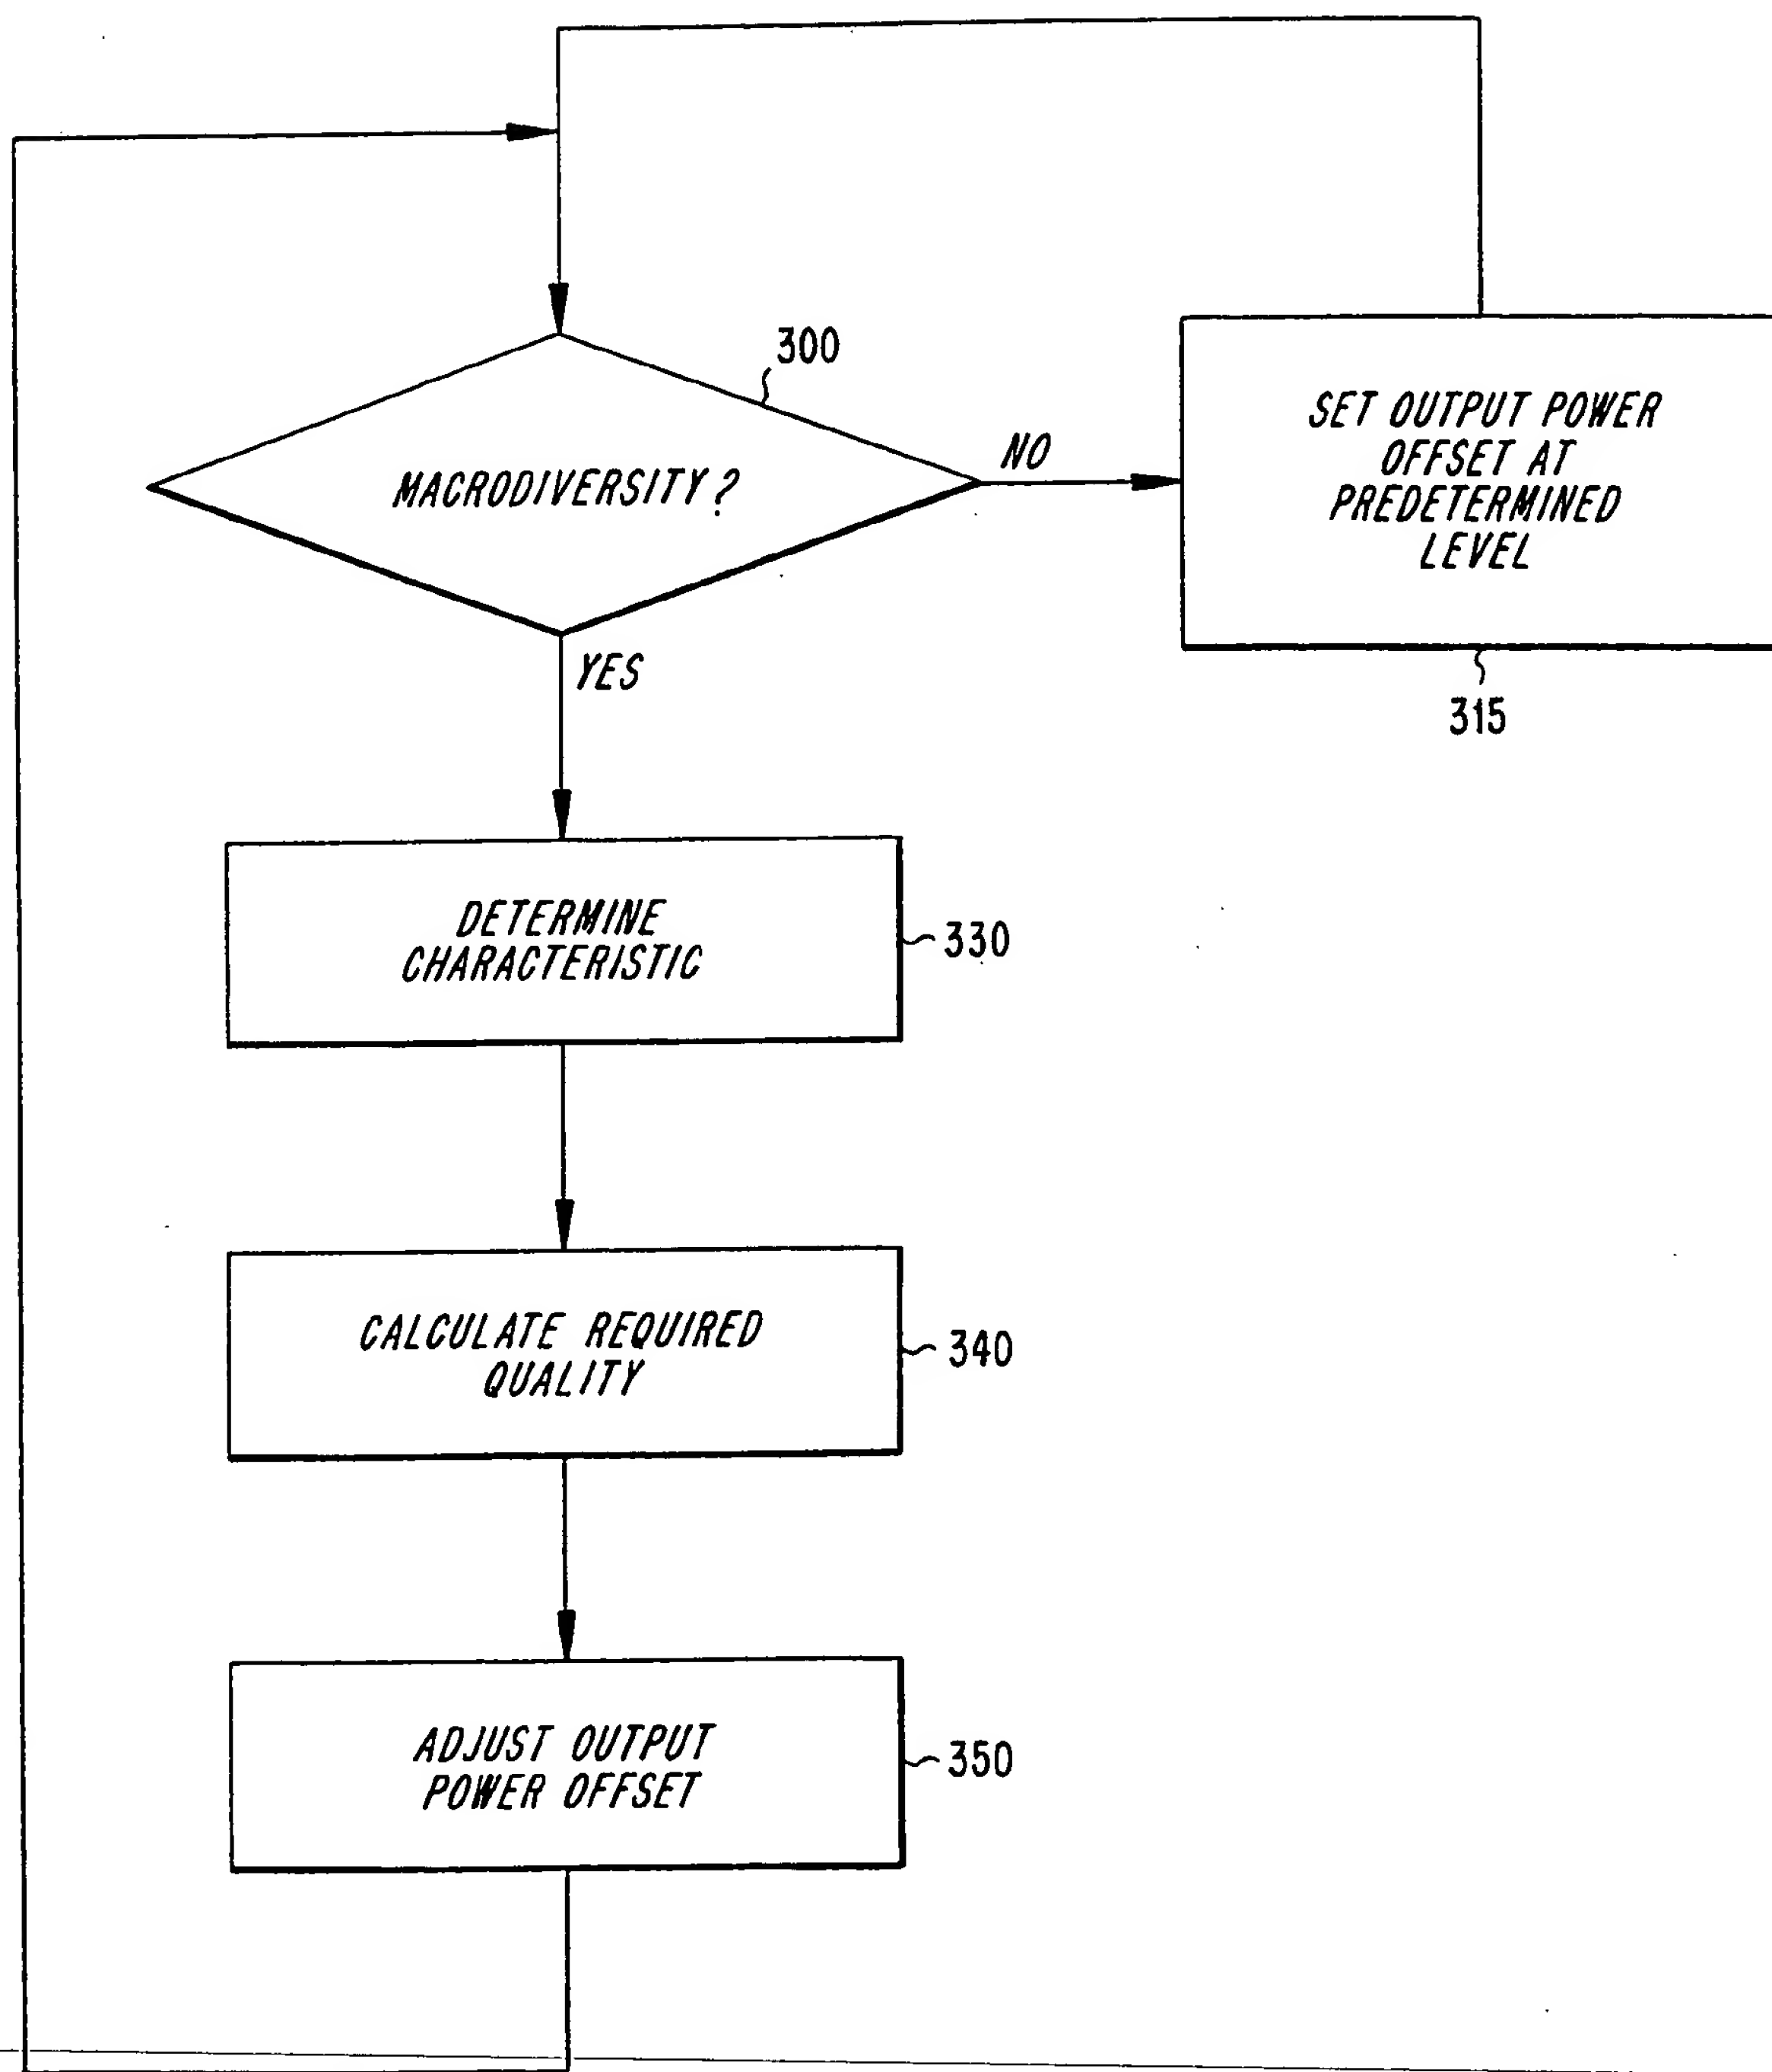 300
MACRODIVERSITY?
NO
SET OUTPUT POWER
OFFSET AT
PREDETERMINED
LEVEL
315
YES
DETERMINE
CHARACTERISTIC
330
CALCULATE REQUIRED
QUALITY
340
ADJUST OUTPUT
POWER OFFSET
350